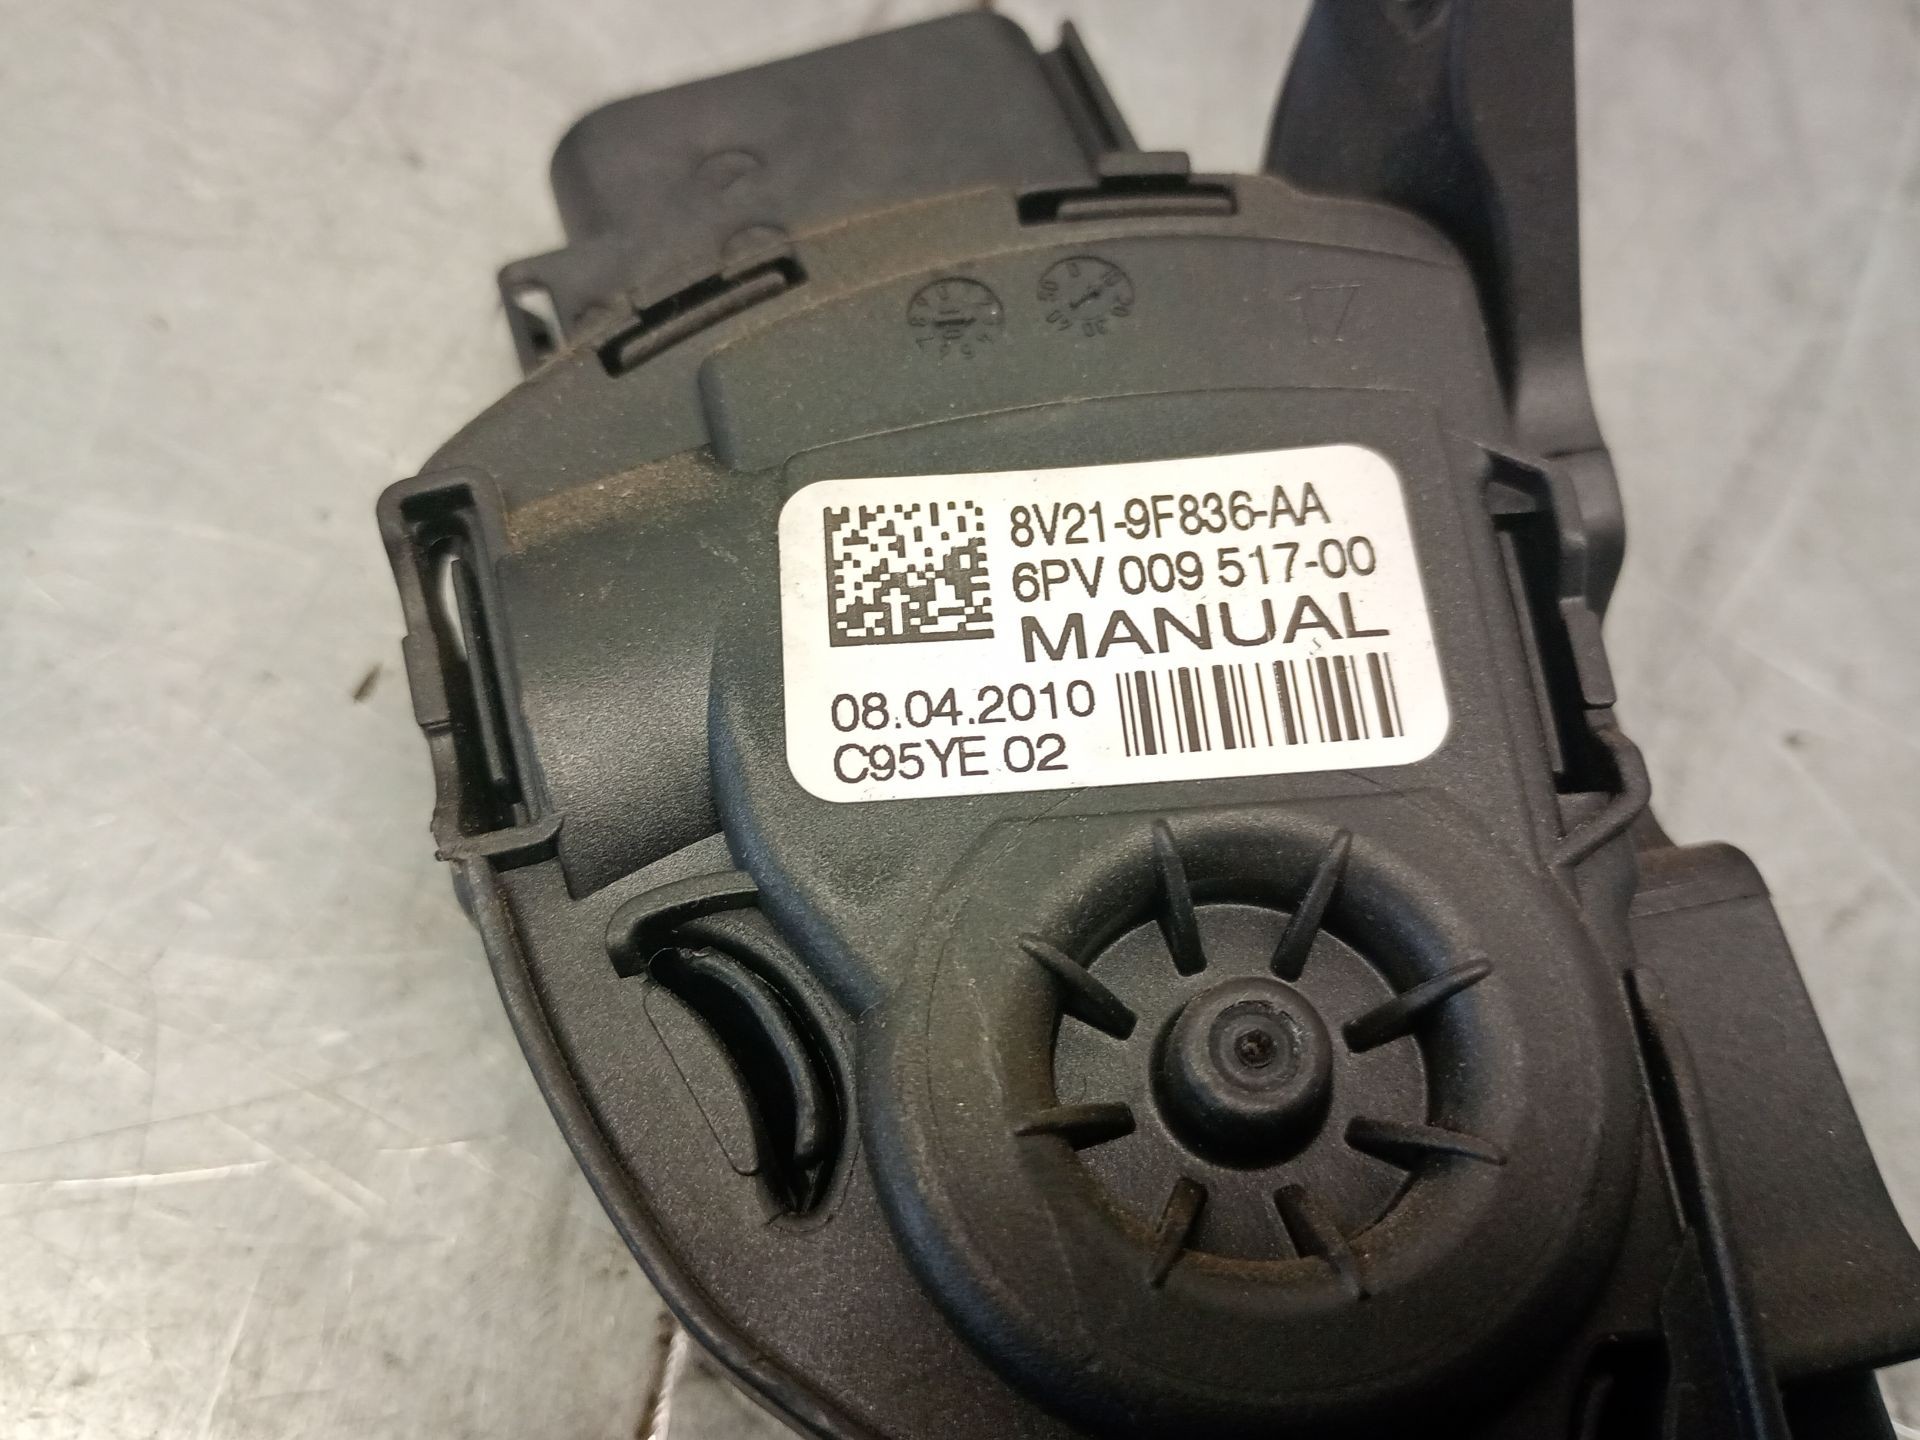 8V21-9F836-AA
6PV 009 517-00
MANUAL
08.04.2010
C95YE 02